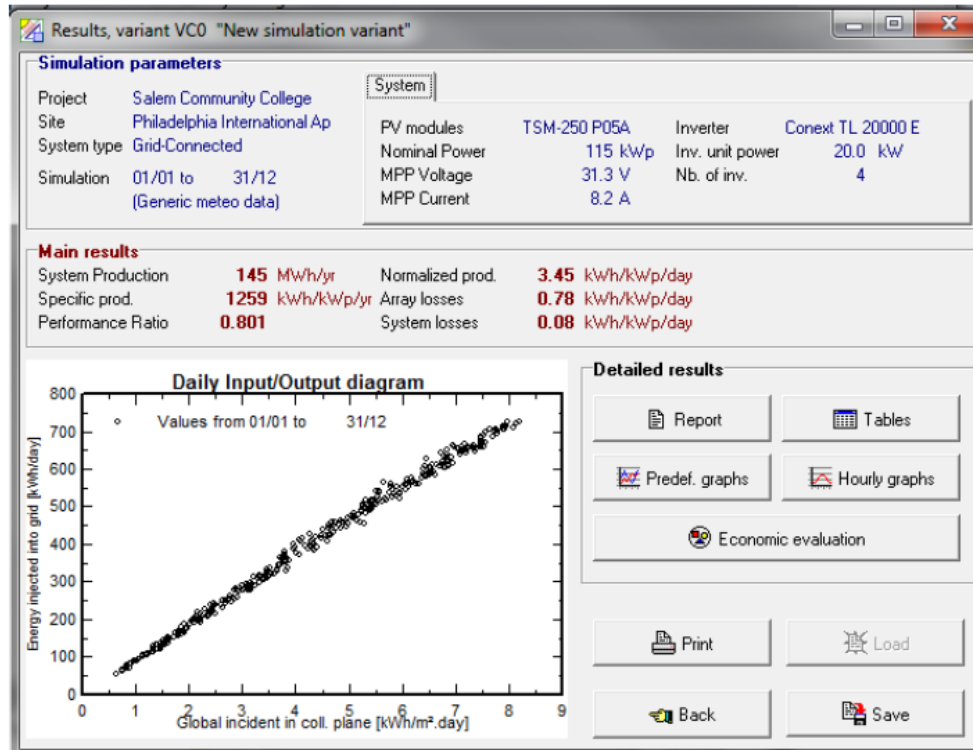 Results, variant VC0 "New simulation variant"
Simulation parameters
Project Salem Community College
Site Philadelphia International Ap
System type Grid-Connected
Simulation 01/01 to 31/12
(Generic meteo data)
System
PV modules TSM-250 P05A Inverter Conext TL 20000 E
Nominal Power 115 kWp Inv. unit power 20.0 kW
MPP Voltage 31.3 V Nb. of inv. 4
MPP Current 8.2 A
Main results
System Production 145 MWh/yr Normalized prod. 3.45 kWh/kWp/day
Specific prod. 1259 kWh/kWp/yr Array losses 0.78 kWh/kWp/day
Performance Ratio 0.801 System losses 0.08 kWh/kWp/day
Daily Input/Output diagram
Values from 01/01 to 31/12
Energy injected into grid [kWh/day]
800
700
600
500
400
300
200
100
0
0 1 2 3 4 5 6 7 8 9
Global incident in coll. plane [kWh/m².day]
Detailed results
Report Tables
Predef. graphs Hourly graphs
Economic evaluation
Print Load
Back Save